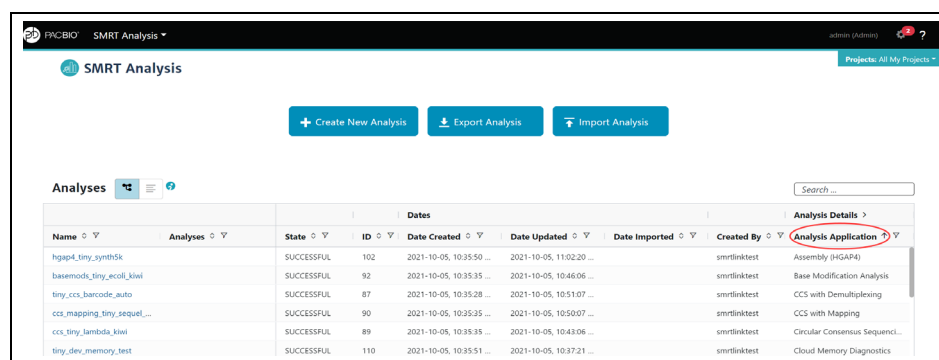 PACBIO® SMRT Analysis admin (Admin) 2 ?
Projects: All My Projects
SMRT Analysis
Create New Analysis Export Analysis Import Analysis
Analyses Search ...
Dates Analysis Details >
Name Analyses State ID Date Created Date Updated Date Imported Created By Analysis Application
hgap4_tiny_synth5k SUCCESSFUL 102 2021-10-05, 10:35:50 ... 2021-10-05, 11:02:20 ... smrtlinktest Assembly (HGAP4)
basemods_tiny_ecoli_kiwi SUCCESSFUL 92 2021-10-05, 10:35:35 ... 2021-10-05, 10:46:06 ... smrtlinktest Base Modification Analysis
tiny_ccs_barcode_auto SUCCESSFUL 87 2021-10-05, 10:35:28 ... 2021-10-05, 10:51:07 ... smrtlinktest CCS with Demultiplexing
ccs_mapping_tiny_sequel_... SUCCESSFUL 90 2021-10-05, 10:35:35 ... 2021-10-05, 10:50:07 ... smrtlinktest CCS with Mapping
ccs_tiny_lambda_kiwi SUCCESSFUL 89 2021-10-05, 10:35:35 ... 2021-10-05, 10:43:06 ... smrtlinktest Circular Consensus Sequenci...
tiny_dev_memory_test SUCCESSFUL 110 2021-10-05, 10:35:51 ... 2021-10-05, 10:37:21 ... smrtlinktest Cloud Memory Diagnostics